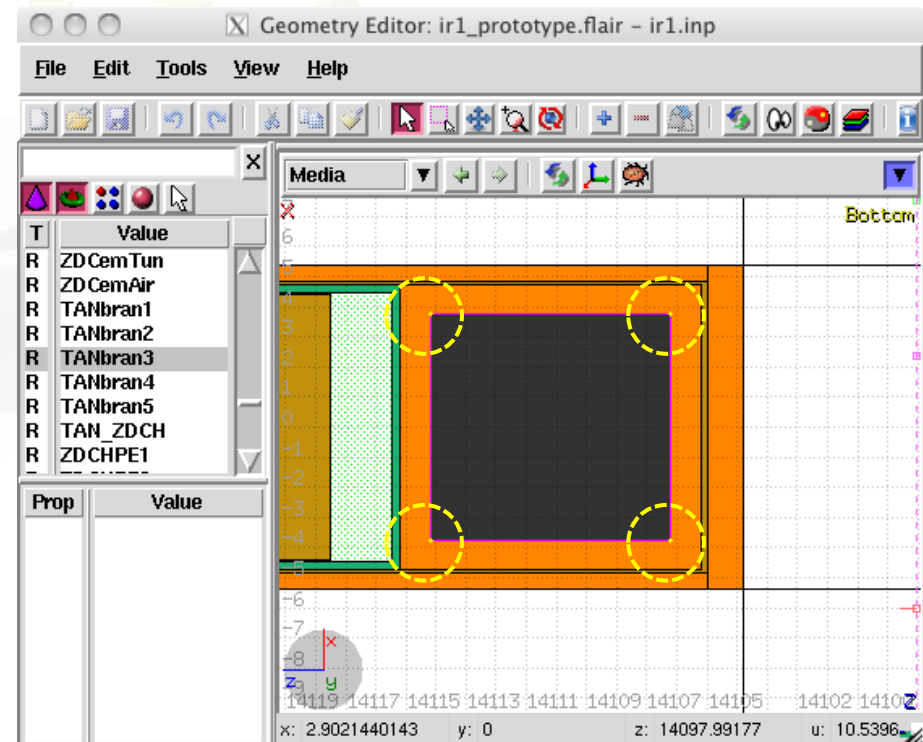 Geometry Editor: ir1_prototype.flair – ir1.inp
File Edit Tools View Help
Media
Bottom
T Value
R ZDCemTun
R ZDCemAir
R TANbran1
R TANbran2
R TANbran3
R TANbran4
R TANbran5
R TAN_ZDCH
R ZDCHPE1
Prop Value
6
5
4
3
2
1
0
-1
-2
-3
-4
-5
-6
-7
-8
x
z y
14119 14117 14115 14113 14111 14109 14107 14105 14102
z
x: 2.9021440143 y: 0 z: 14097.99177 u: 10.5396